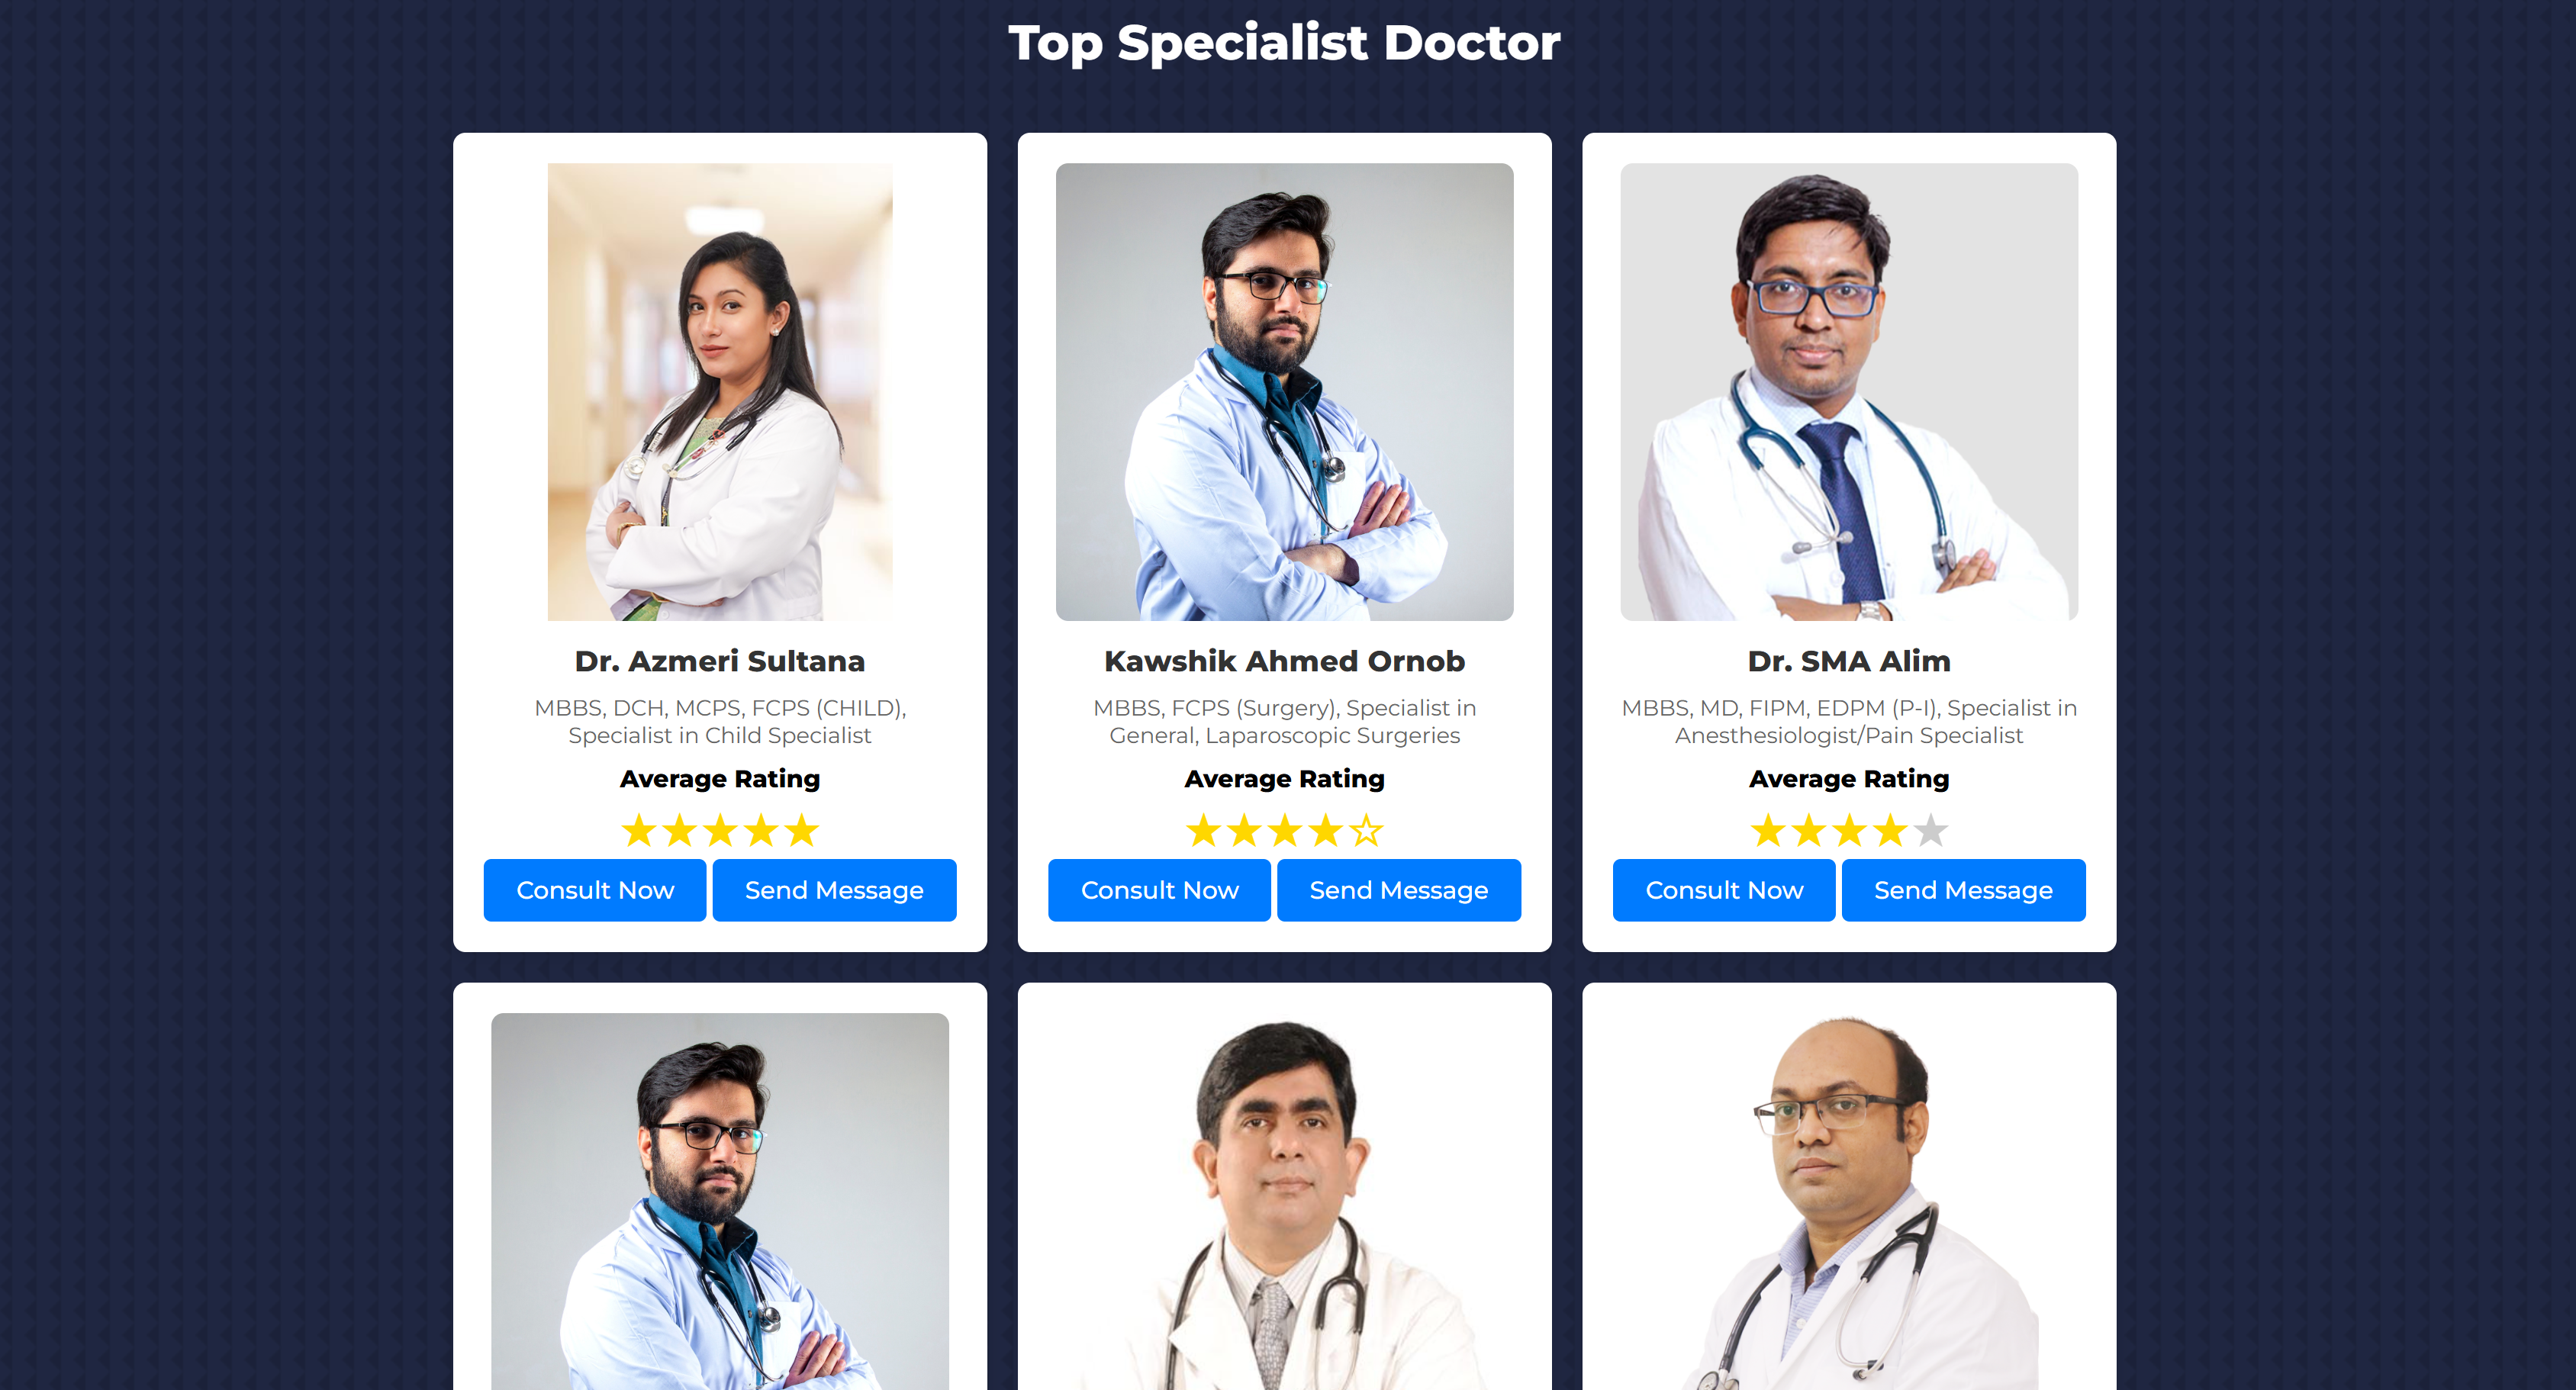 Top Specialist Doctor
Dr. Azmeri Sultana
MBBS, DCH, MCPS, FCPS (CHILD),
Specialist in Child Specialist
Average Rating
Consult Now
Send Message
Kawshik Ahmed Ornob
MBBS, FCPS (Surgery), Specialist in
General, Laparoscopic Surgeries
Average Rating
Consult Now
Send Message
Dr. SMA Alim
MBBS, MD, FIPM, EDPM (P-I), Specialist in
Anesthesiologist/Pain Specialist
Average Rating
Consult Now
Send Message